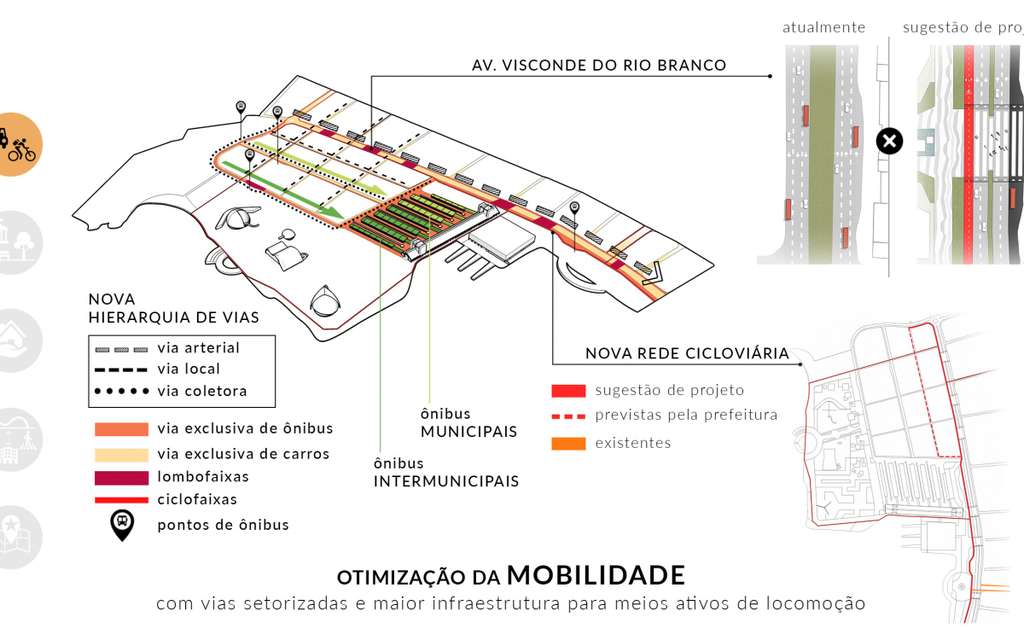 atualmente
sugestão de proj
AV. VISCONDE DO RIO BRANCO
NOVA
HIERARQUIA DE VIAS
via arterial
via local
via coletora
via exclusiva de ônibus
via exclusiva de carros
lombofaixas
ciclofaixas
pontos de ônibus
ônibus
MUNICIPAIS
ônibus
INTERMUNICIPAIS
NOVA REDE CICLOVIÁRIA
sugestão de projeto
previstas pela prefeitura
existentes
OTIMIZAÇÃO DA MOBILIDADE
com vias setorizadas e maior infraestrutura para meios ativos de locomoção